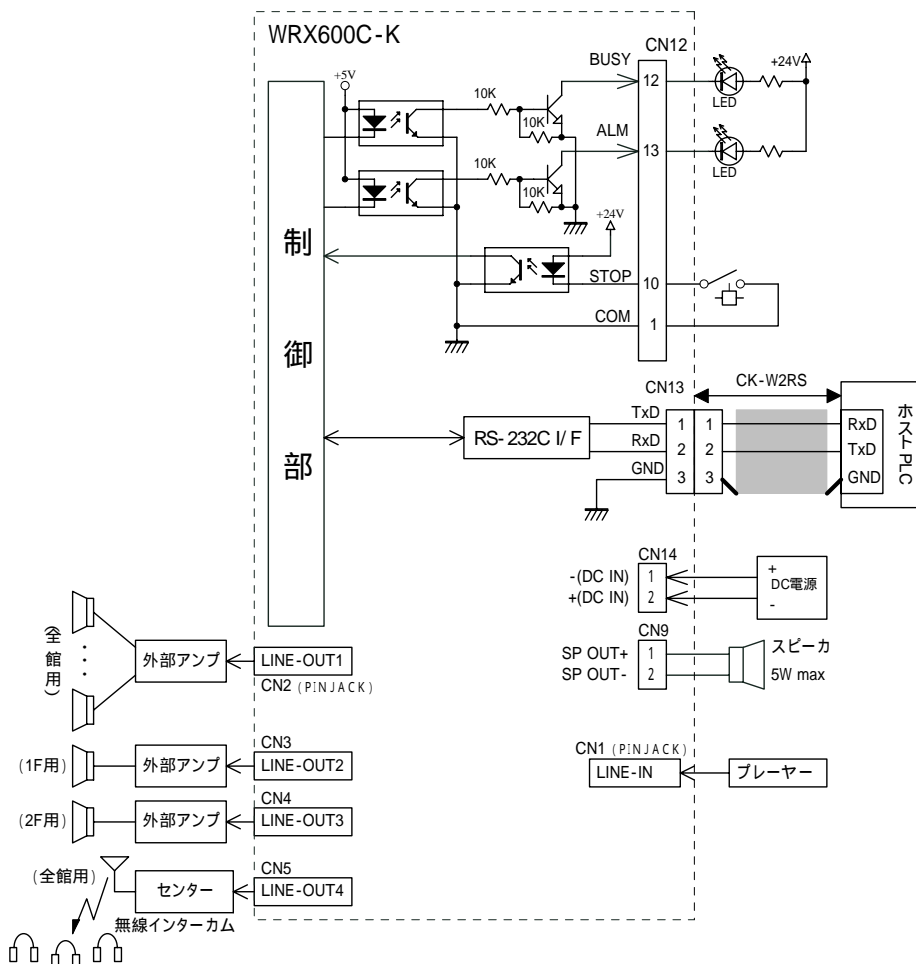 WRX600C-K
CN12
BUSY
+24V
+5V
10K
12
LED
10K
ALM
13
10K
LED
10K
+24V
制御部
STOP
10
COM
1
CN13
CK-W2RS
TxD
1
1
RxD
RS-232C I/F
RxD
2
2
TxD
GND
3
3
GND
ホストPLC
CN14
-(DC IN)
1
+
+(DC IN)
2
DC電源
-
CN9
SP OUT+
1
スピーカ
SP OUT-
2
5W max
(全館用)
・・・
外部アンプ
LINE-OUT1
CN2 (PINJACK)
CN3
CN1 (PINJACK)
(1F用)
外部アンプ
LINE-OUT2
LINE-IN
プレーヤー
CN4
(2F用)
外部アンプ
LINE-OUT3
(全館用)
CN5
センター
LINE-OUT4
無線インターカム